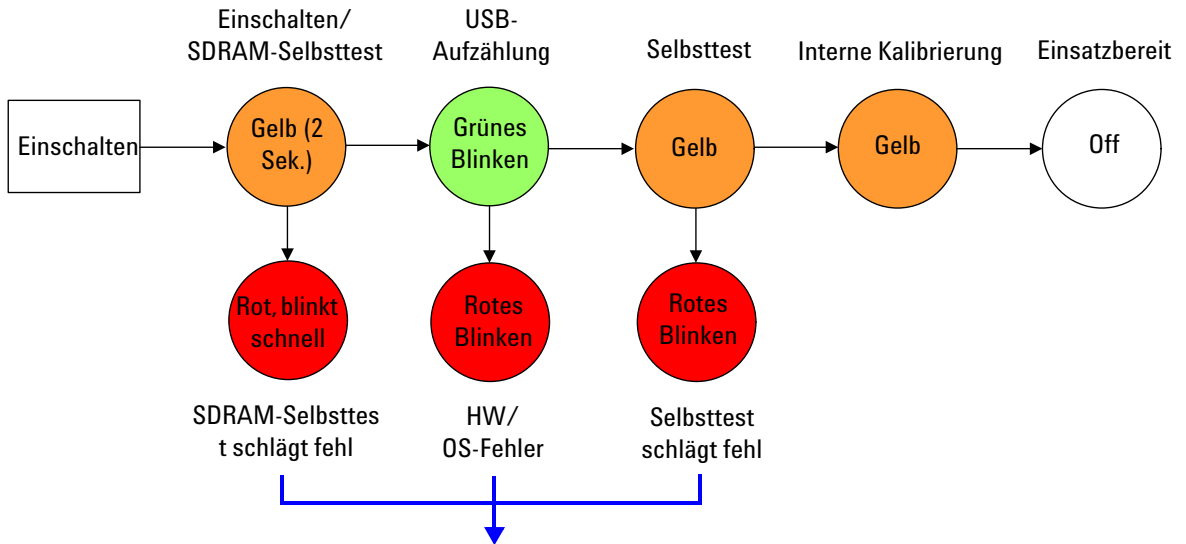 Einschalten/
SDRAM-Selbsttest
USB-
Aufzählung
Selbsttest
Interne Kalibrierung
Einsatzbereit
Einschalten
Gelb (2
Sek.)
Grünes
Blinken
Gelb
Gelb
Off
Rot, blinkt
schnell
Rotes
Blinken
Rotes
Blinken
SDRAM-Selbsttes
t schlägt fehl
HW/
OS-Fehler
Selbsttest
schlägt fehl